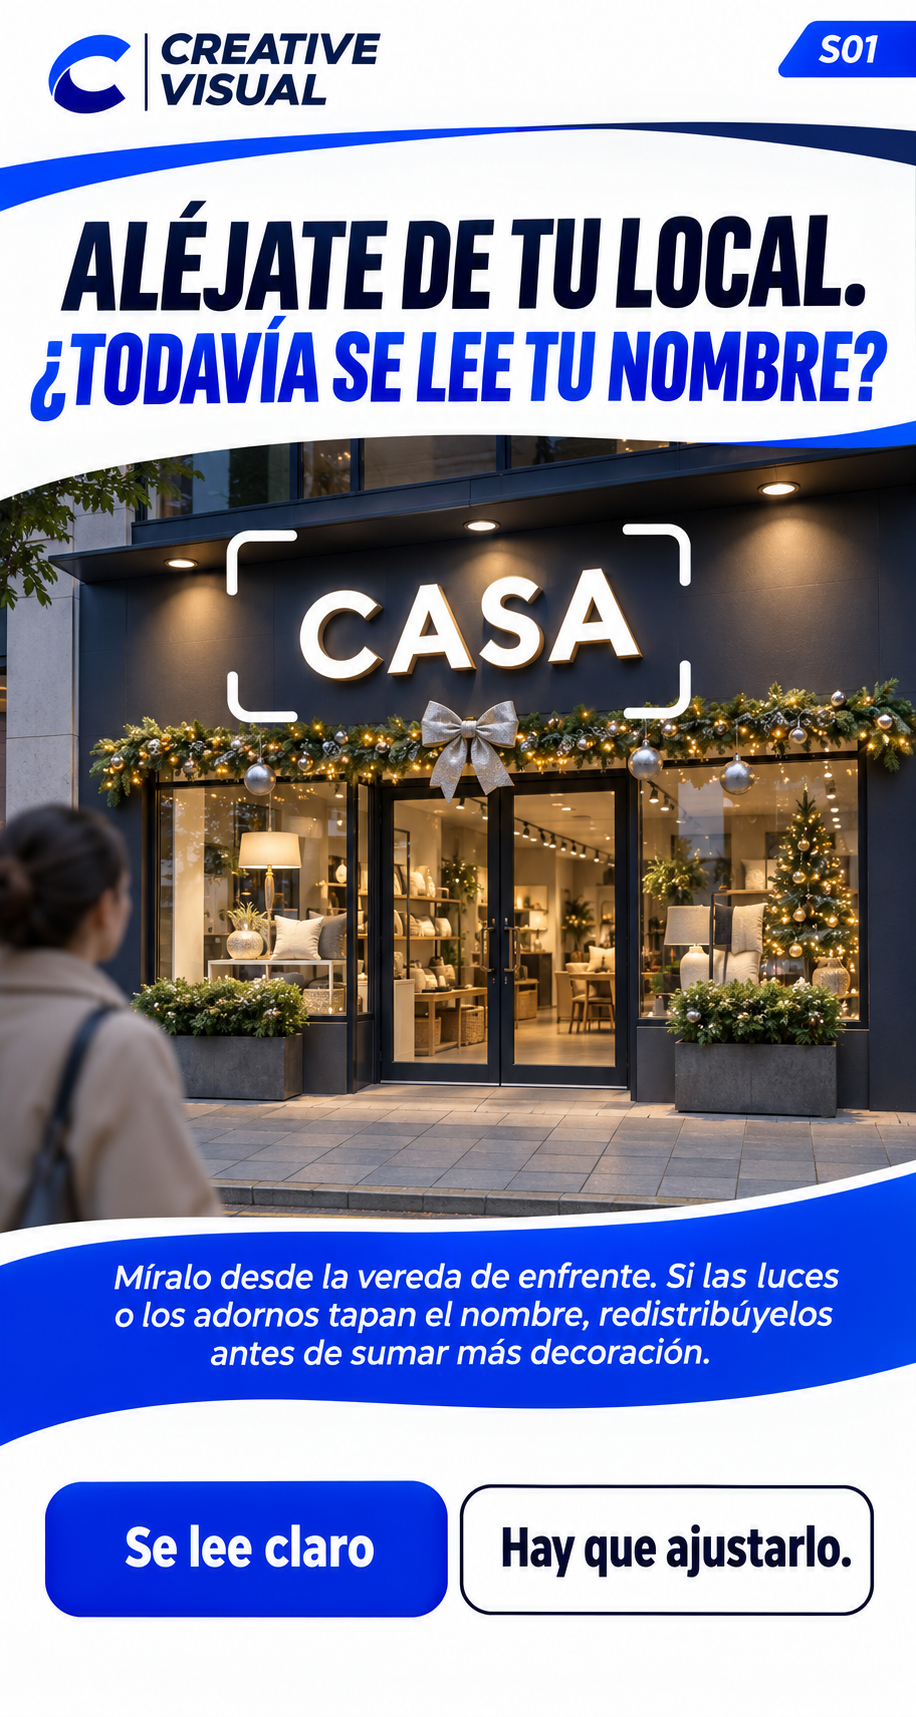 CREATIVE
VISUAL
S01
ALÉJATE DE TU LOCAL.
¿TODAVÍA SE LEE TU NOMBRE?
CASA
Míralo desde la vereda de enfrente. Si las luces
o los adornos tapan el nombre, redistribúyelos
antes de sumar más decoración.
Se lee claro
Hay que ajustarlo.